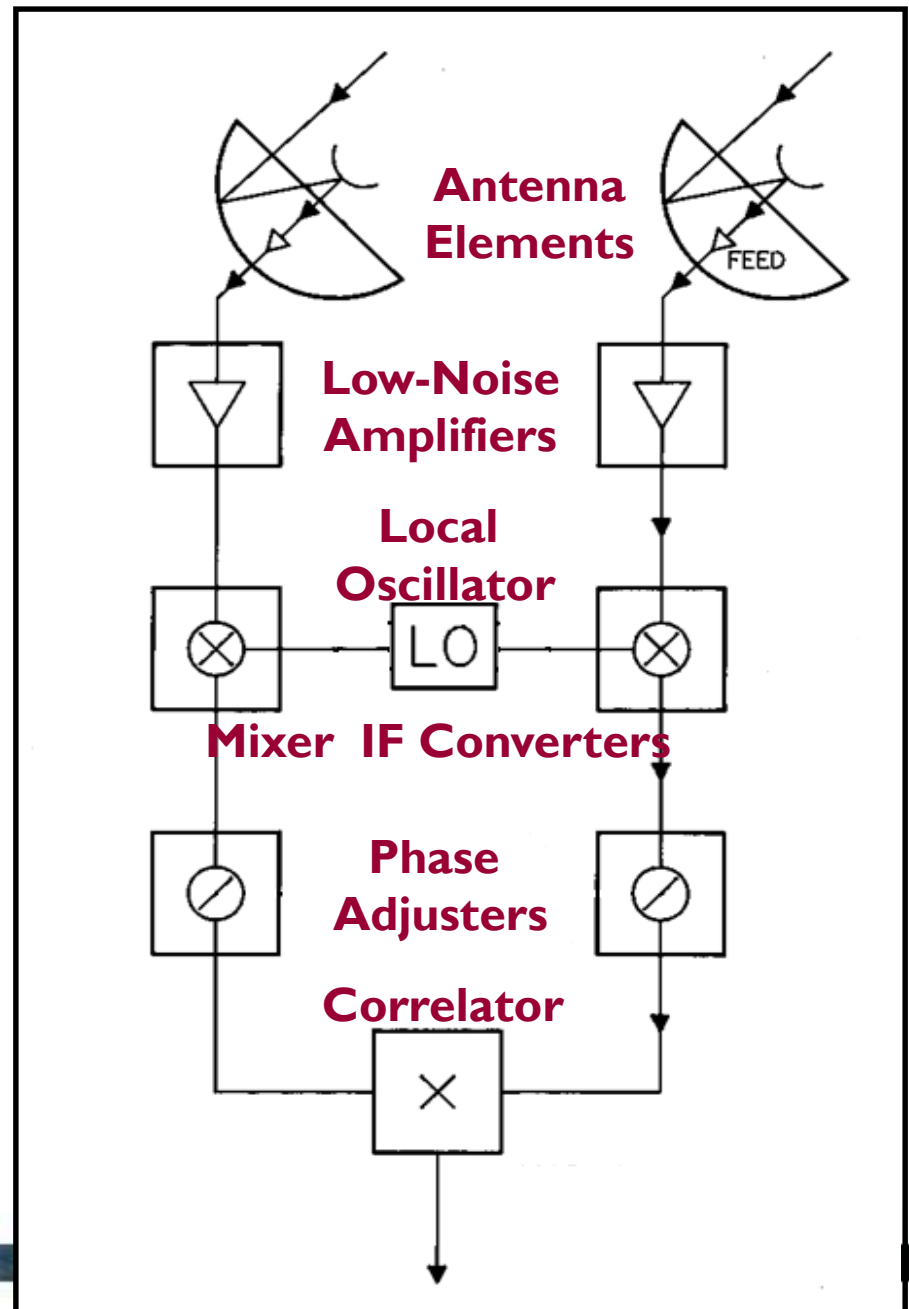 Antenna
Elements
FEED
Low-Noise
Amplifiers
Local
Oscillator
LO
Mixer IF Converters
Phase
Adjusters
Correlator